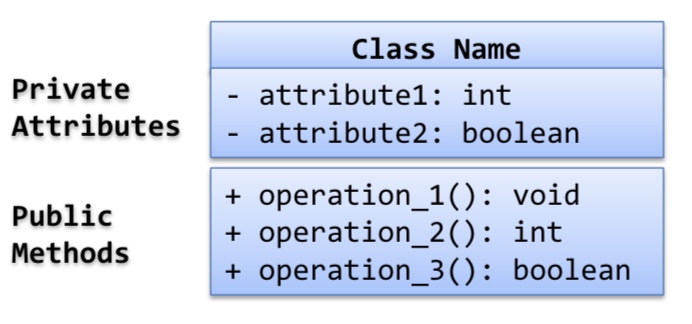 Class Name
Private
Attributes
- attribute1: int
- attribute2: boolean
Public
Methods
+ operation_1(): void
+ operation_2(): int
+ operation_3(): boolean